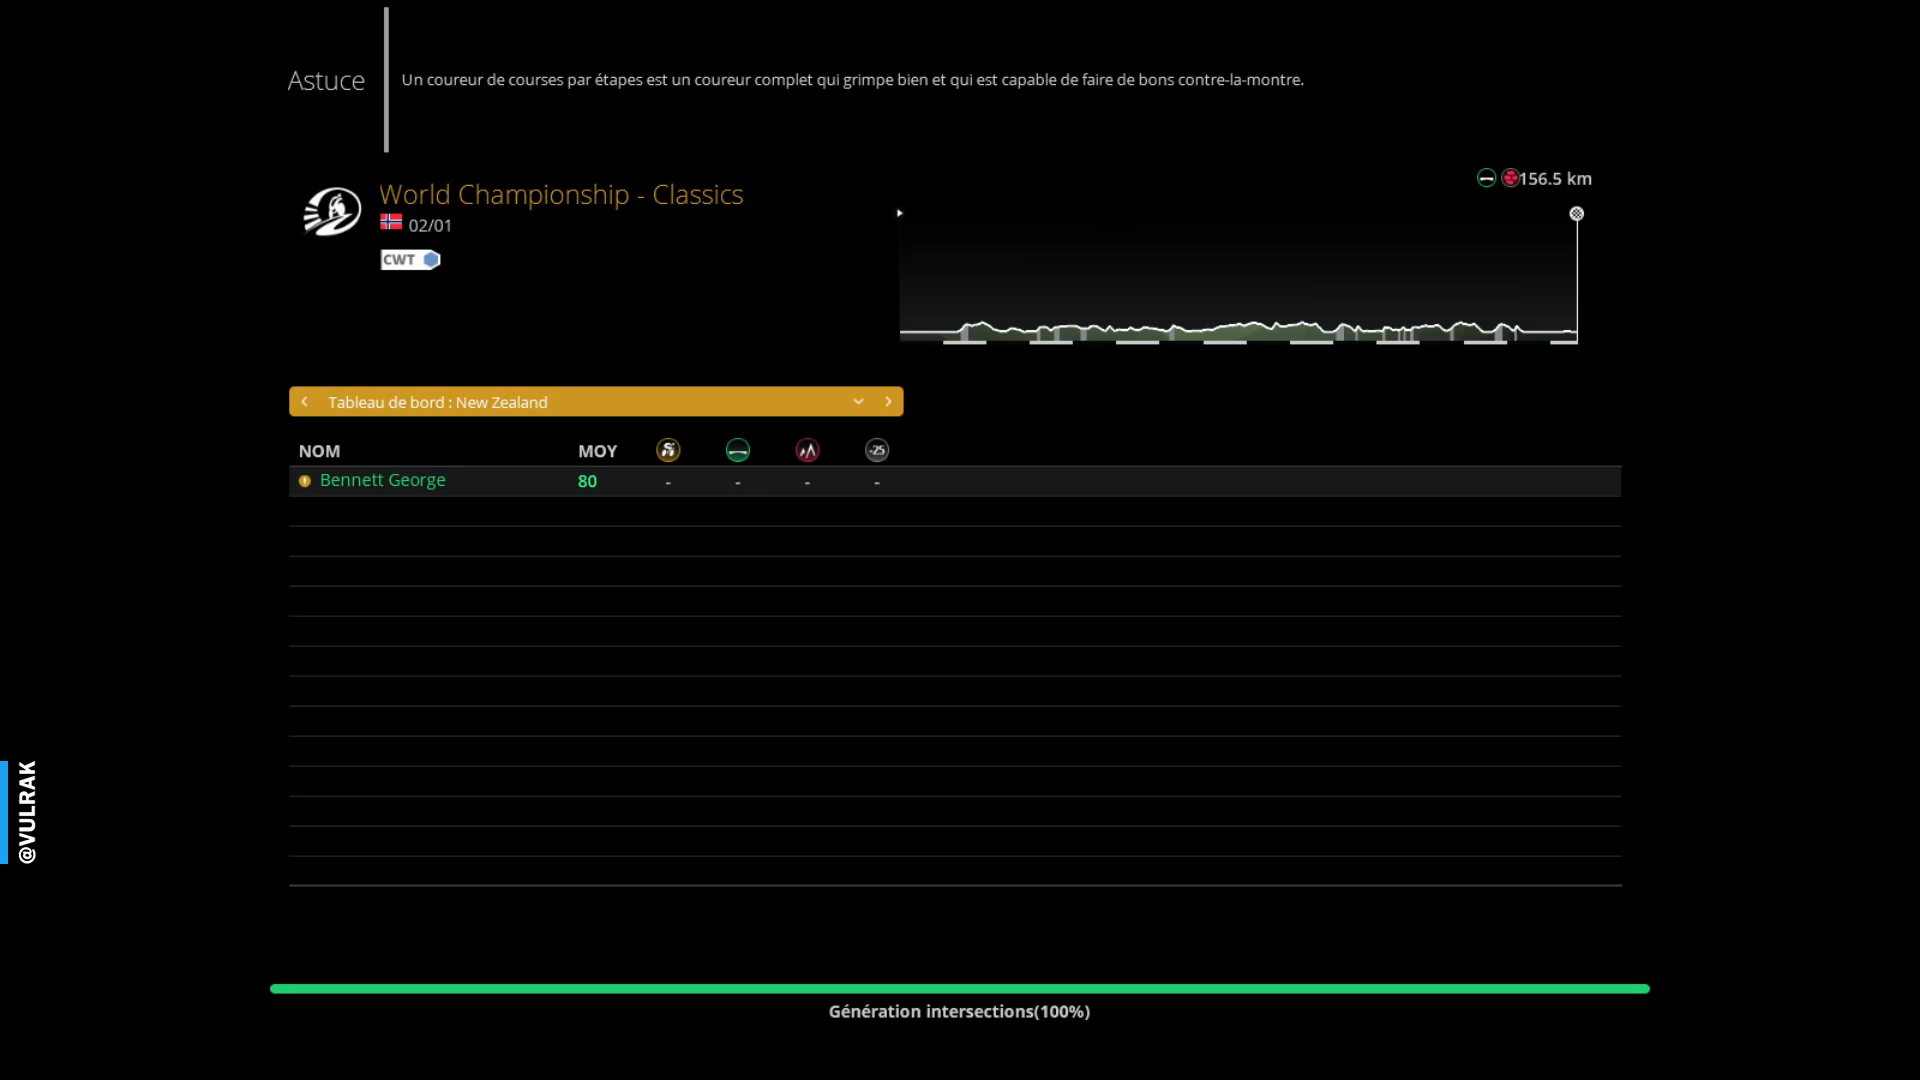 Astuce
Un coureur de courses par étapes est un coureur complet qui grimpe bien et qui est capable de faire de bons contre-la-montre.
World Championship - Classics
02/01
CWT
156.5 km
Tableau de bord : New Zealand
NOM MOY -25
Bennett George 80 - - - -
@VULRAK
Génération intersections(100%)